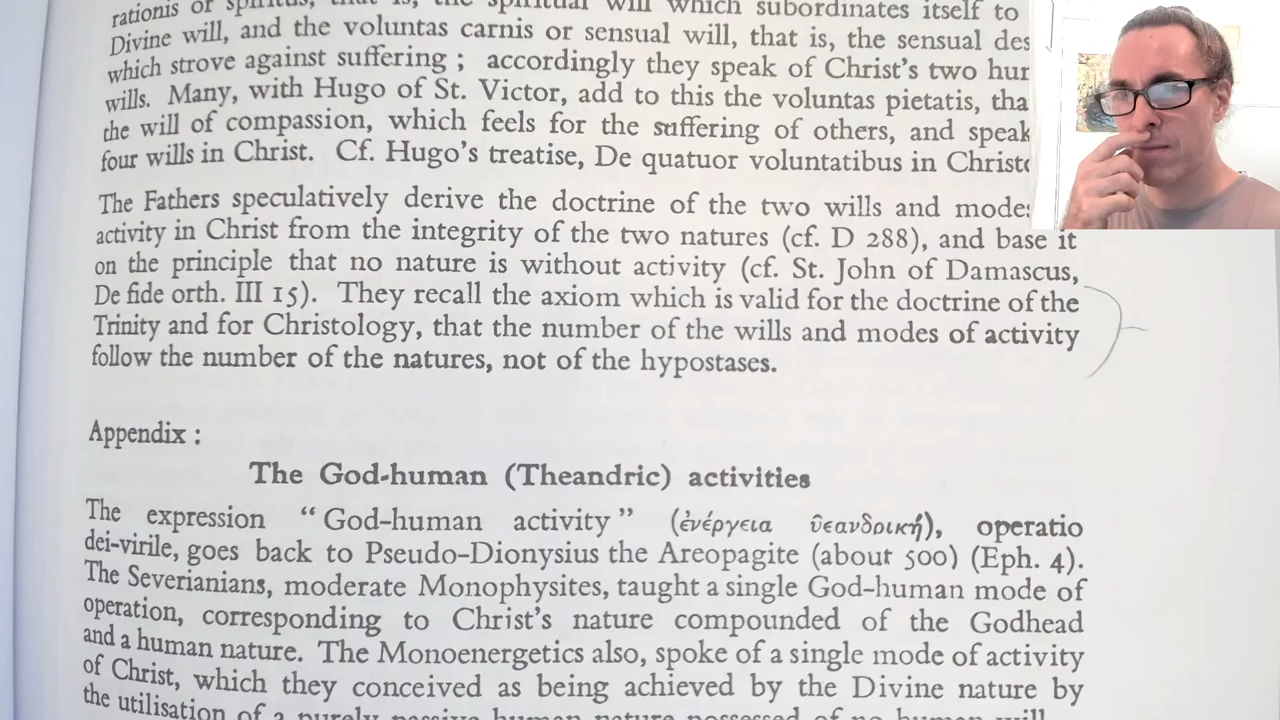 rationis or spiritus, that is, the spiritual will which subordinates itself to
Divine will, and the voluntas carnis or sensual will, that is, the sensual des
which strove against suffering ; accordingly they speak of Christ's two hur
wills. Many, with Hugo of St. Victor, add to this the voluntas pietatis, tha
the will of compassion, which feels for the suffering of others, and speak
four wills in Christ. Cf. Hugo's treatise, De quatuor voluntatibus in Christo
The Fathers speculatively derive the doctrine of the two wills and modes
activity in Christ from the integrity of the two natures (cf. D 288), and base it
on the principle that no nature is without activity (cf. St. John of Damascus,
De fide orth. III 15). They recall the axiom which is valid for the doctrine of the
Trinity and for Christology, that the number of the wills and modes of activity
follow the number of the natures, not of the hypostases.
Appendix :
The God-human (Theandric) activities
The expression “God-human activity” (ἐνέργεια ϑεανδρική), operatio
dei-virile, goes back to Pseudo-Dionysius the Areopagite (about 500) (Eph. 4).
The Severianians, moderate Monophysites, taught a single God-human mode of
operation, corresponding to Christ's nature compounded of the Godhead
and a human nature. The Monoenergetics also, spoke of a single mode of activity
of Christ, which they conceived as being achieved by the Divine nature by
the utilisation of a purely passive human nature possessed of no human will.